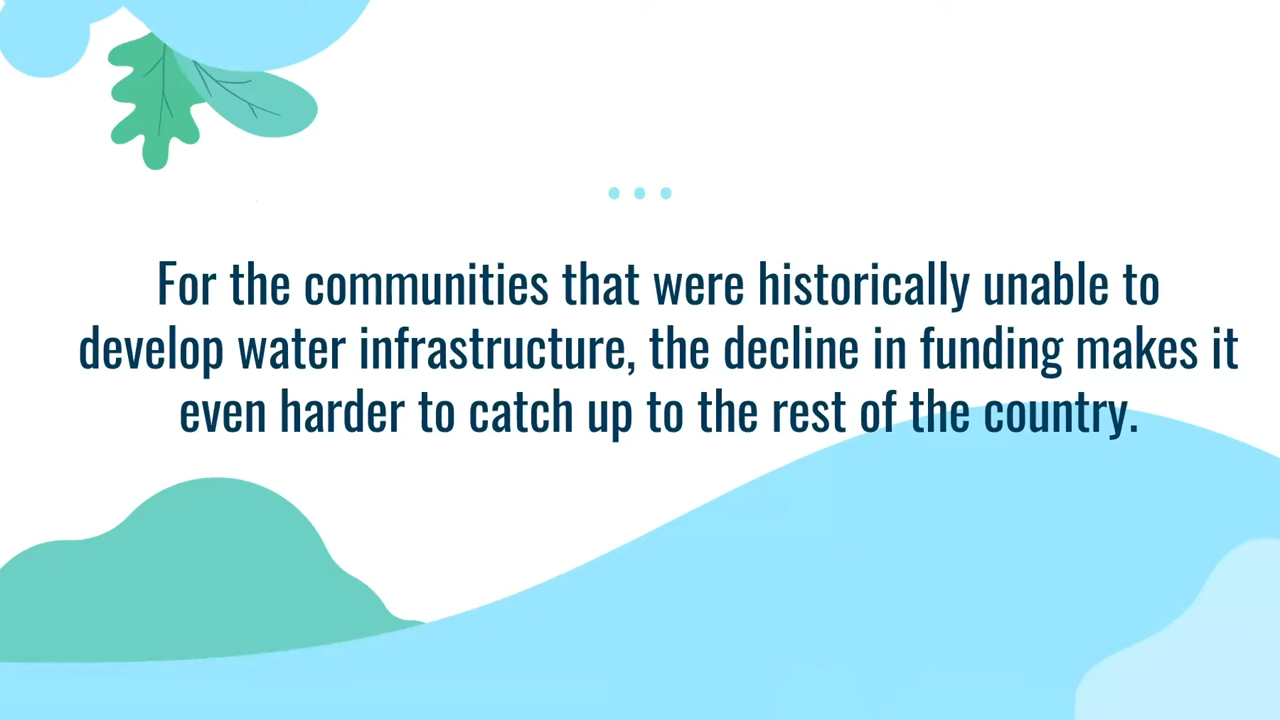 For the communities that were historically unable to
develop water infrastructure, the decline in funding makes it
even harder to catch up to the rest of the country.